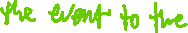 the event to the